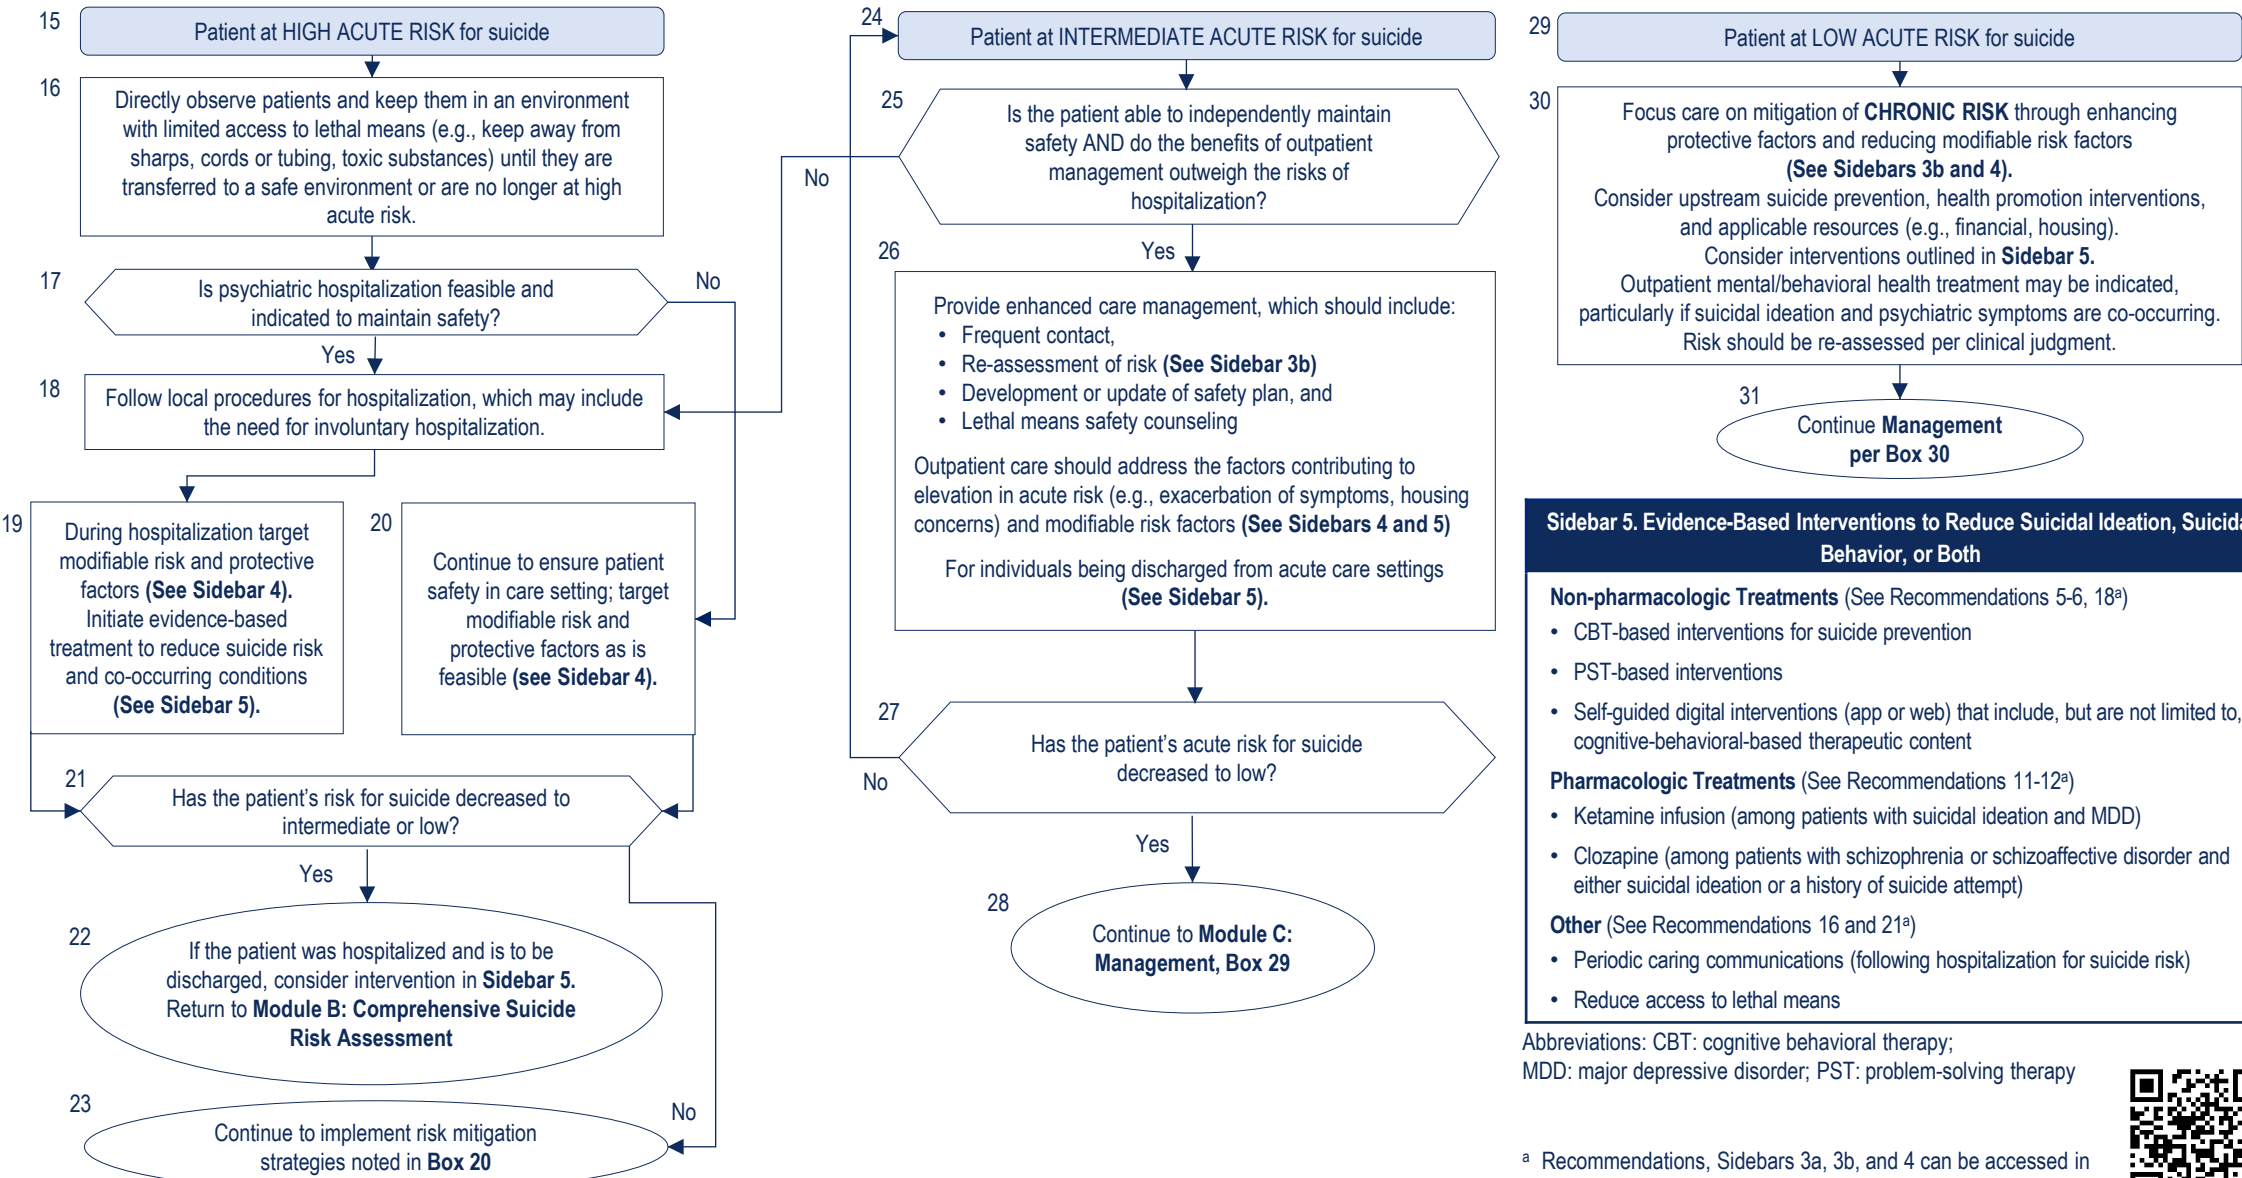 15
Patient at HIGH ACUTE RISK for suicide
16
Directly observe patients and keep them in an environment
with limited access to lethal means (e.g., keep away from
sharps, cords or tubing, toxic substances) until they are
transferred to a safe environment or are no longer at high
acute risk.
17
Is psychiatric hospitalization feasible and
indicated to maintain safety?
No
Yes
18
Follow local procedures for hospitalization, which may include
the need for involuntary hospitalization.
19
During hospitalization target
modifiable risk and protective
factors (See Sidebar 4).
Initiate evidence-based
treatment to reduce suicide risk
and co-occurring conditions
(See Sidebar 5).
20
Continue to ensure patient
safety in care setting; target
modifiable risk and
protective factors as is
feasible (see Sidebar 4).
21
Has the patient's risk for suicide decreased to
intermediate or low?
Yes
22
If the patient was hospitalized and is to be
discharged, consider intervention in Sidebar 5.
Return to Module B: Comprehensive Suicide
Risk Assessment
23
No
Continue to implement risk mitigation
strategies noted in Box 20
24
Patient at INTERMEDIATE ACUTE RISK for suicide
25
Is the patient able to independently maintain
safety AND do the benefits of outpatient
management outweigh the risks of
hospitalization?
No
Yes
26
Provide enhanced care management, which should include:
• Frequent contact,
• Re-assessment of risk (See Sidebar 3b)
• Development or update of safety plan, and
• Lethal means safety counseling
Outpatient care should address the factors contributing to
elevation in acute risk (e.g., exacerbation of symptoms, housing
concerns) and modifiable risk factors (See Sidebars 4 and 5)
For individuals being discharged from acute care settings
(See Sidebar 5).
27
Has the patient's acute risk for suicide
decreased to low?
No
Yes
28
Continue to Module C:
Management, Box 29
29
Patient at LOW ACUTE RISK for suicide
30
Focus care on mitigation of CHRONIC RISK through enhancing
protective factors and reducing modifiable risk factors
(See Sidebars 3b and 4).
Consider upstream suicide prevention, health promotion interventions,
and applicable resources (e.g., financial, housing).
Consider interventions outlined in Sidebar 5.
Outpatient mental/behavioral health treatment may be indicated,
particularly if suicidal ideation and psychiatric symptoms are co-occurring.
Risk should be re-assessed per clinical judgment.
31
Continue Management
per Box 30
Sidebar 5. Evidence-Based Interventions to Reduce Suicidal Ideation, Suicida
Behavior, or Both
Non-pharmacologic Treatments (See Recommendations 5-6, 18ª)
• CBT-based interventions for suicide prevention
• PST-based interventions
• Self-guided digital interventions (app or web) that include, but are not limited to,
cognitive-behavioral-based therapeutic content
Pharmacologic Treatments (See Recommendations 11-12ª)
• Ketamine infusion (among patients with suicidal ideation and MDD)
• Clozapine (among patients with schizophrenia or schizoaffective disorder and
either suicidal ideation or a history of suicide attempt)
Other (See Recommendations 16 and 21ª)
• Periodic caring communications (following hospitalization for suicide risk)
• Reduce access to lethal means
Abbreviations: CBT: cognitive behavioral therapy;
MDD: major depressive disorder; PST: problem-solving therapy
ª Recommendations, Sidebars 3a, 3b, and 4 can be accessed in